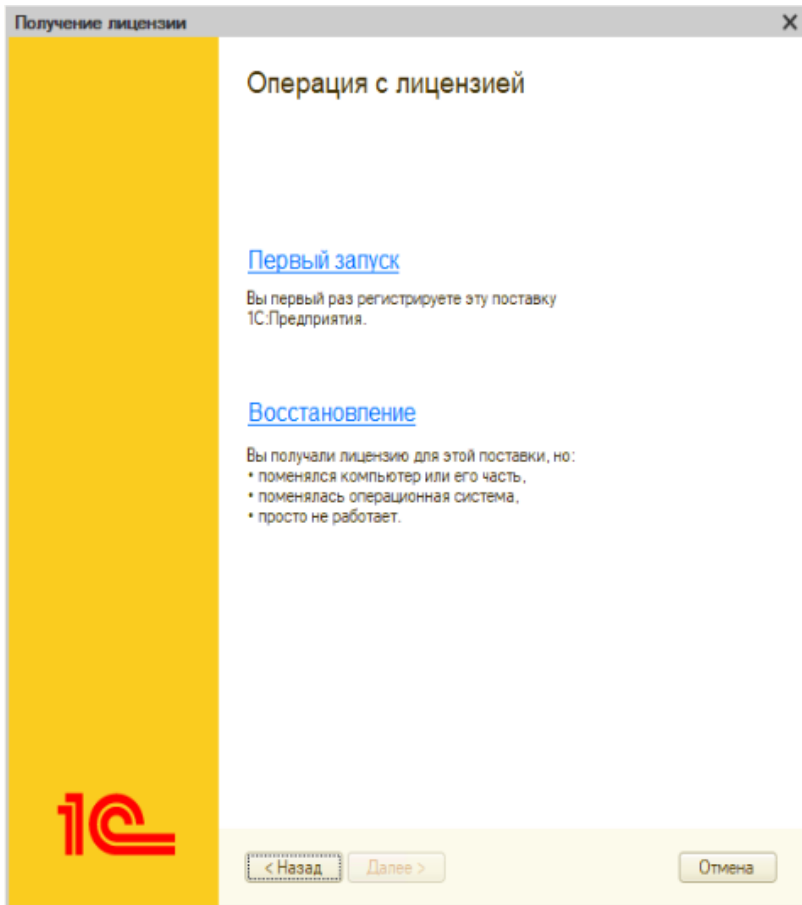 Получение лицензии
Операция с лицензией
Первый запуск
Вы первый раз регистрируете эту поставку
1С:Предприятия.
Восстановление
Вы получали лицензию для этой поставки, но:
• поменялся компьютер или его часть,
• поменялась операционная система,
• просто не работает.
1С
< Назад
Далее >
Отмена